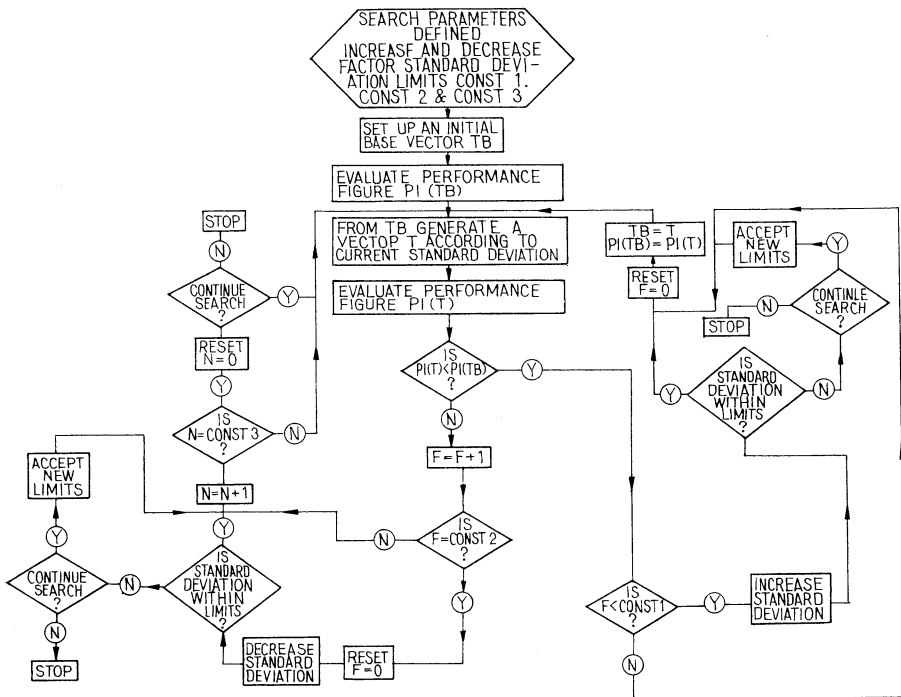 SEARCH PARAMETERS
DEFINED
INCREASE AND DECREASE
FACTOR STANDARD DEVI-
ATION LIMITS CONST 1.
CONST 2 & CONST 3
SET UP AN INITIAL
BASE VECTOR TB
EVALUATE PERFORMANCE
FIGURE PI (TB)
FROM TB GENERATE A
VECTOP T ACCORDING TO
CURRENT STANDARD DEVIATION
EVALUATE PERFORMANCE
FIGURE PI(T)
IS
PI(T)<PI(TB)
?
Y
N
F=F+1
IS
F=CONST 2
?
N
Y
RESET
F=0
DECREASE
STANDARD
DEVIATION
IS
STANDARD
DEVIATION
WITHIN
LIMITS
?
N
Y
CONTINUE
SEARCH
?
Y
N
STOP
ACCEPT
NEW
LIMITS
N=N+1
IS
N=CONST 3
?
N
Y
RESET
N=0
CONTINUE
SEARCH
?
Y
N
STOP
IS
F<CONST1
?
Y
N
INCREASE
STANDARD
DEVIATION
IS
STANDARD
DEVIATION
WITHIN
LIMITS
?
Y
N
RESET
F=0
TB=T
PI(TB)=PI(T)
CONTINLE
SEARCH
?
N
Y
STOP
ACCEPT
NEW
LIMITS